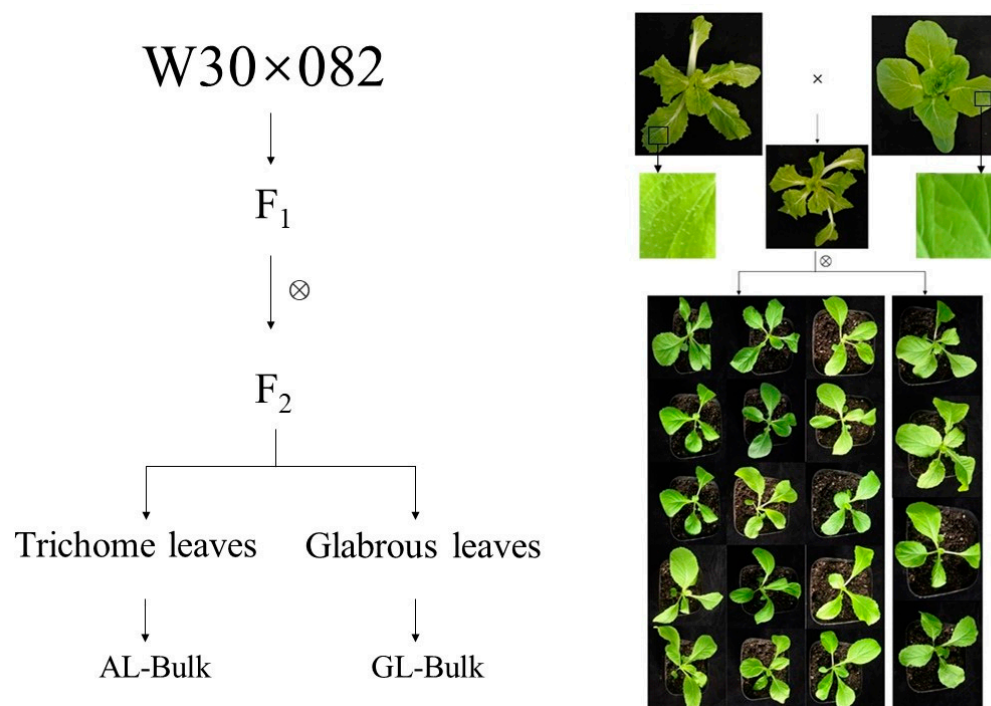 W30×082
×
F₁
⊗
⊗
F₂
Trichome leaves
Glabrous leaves
AL-Bulk
GL-Bulk